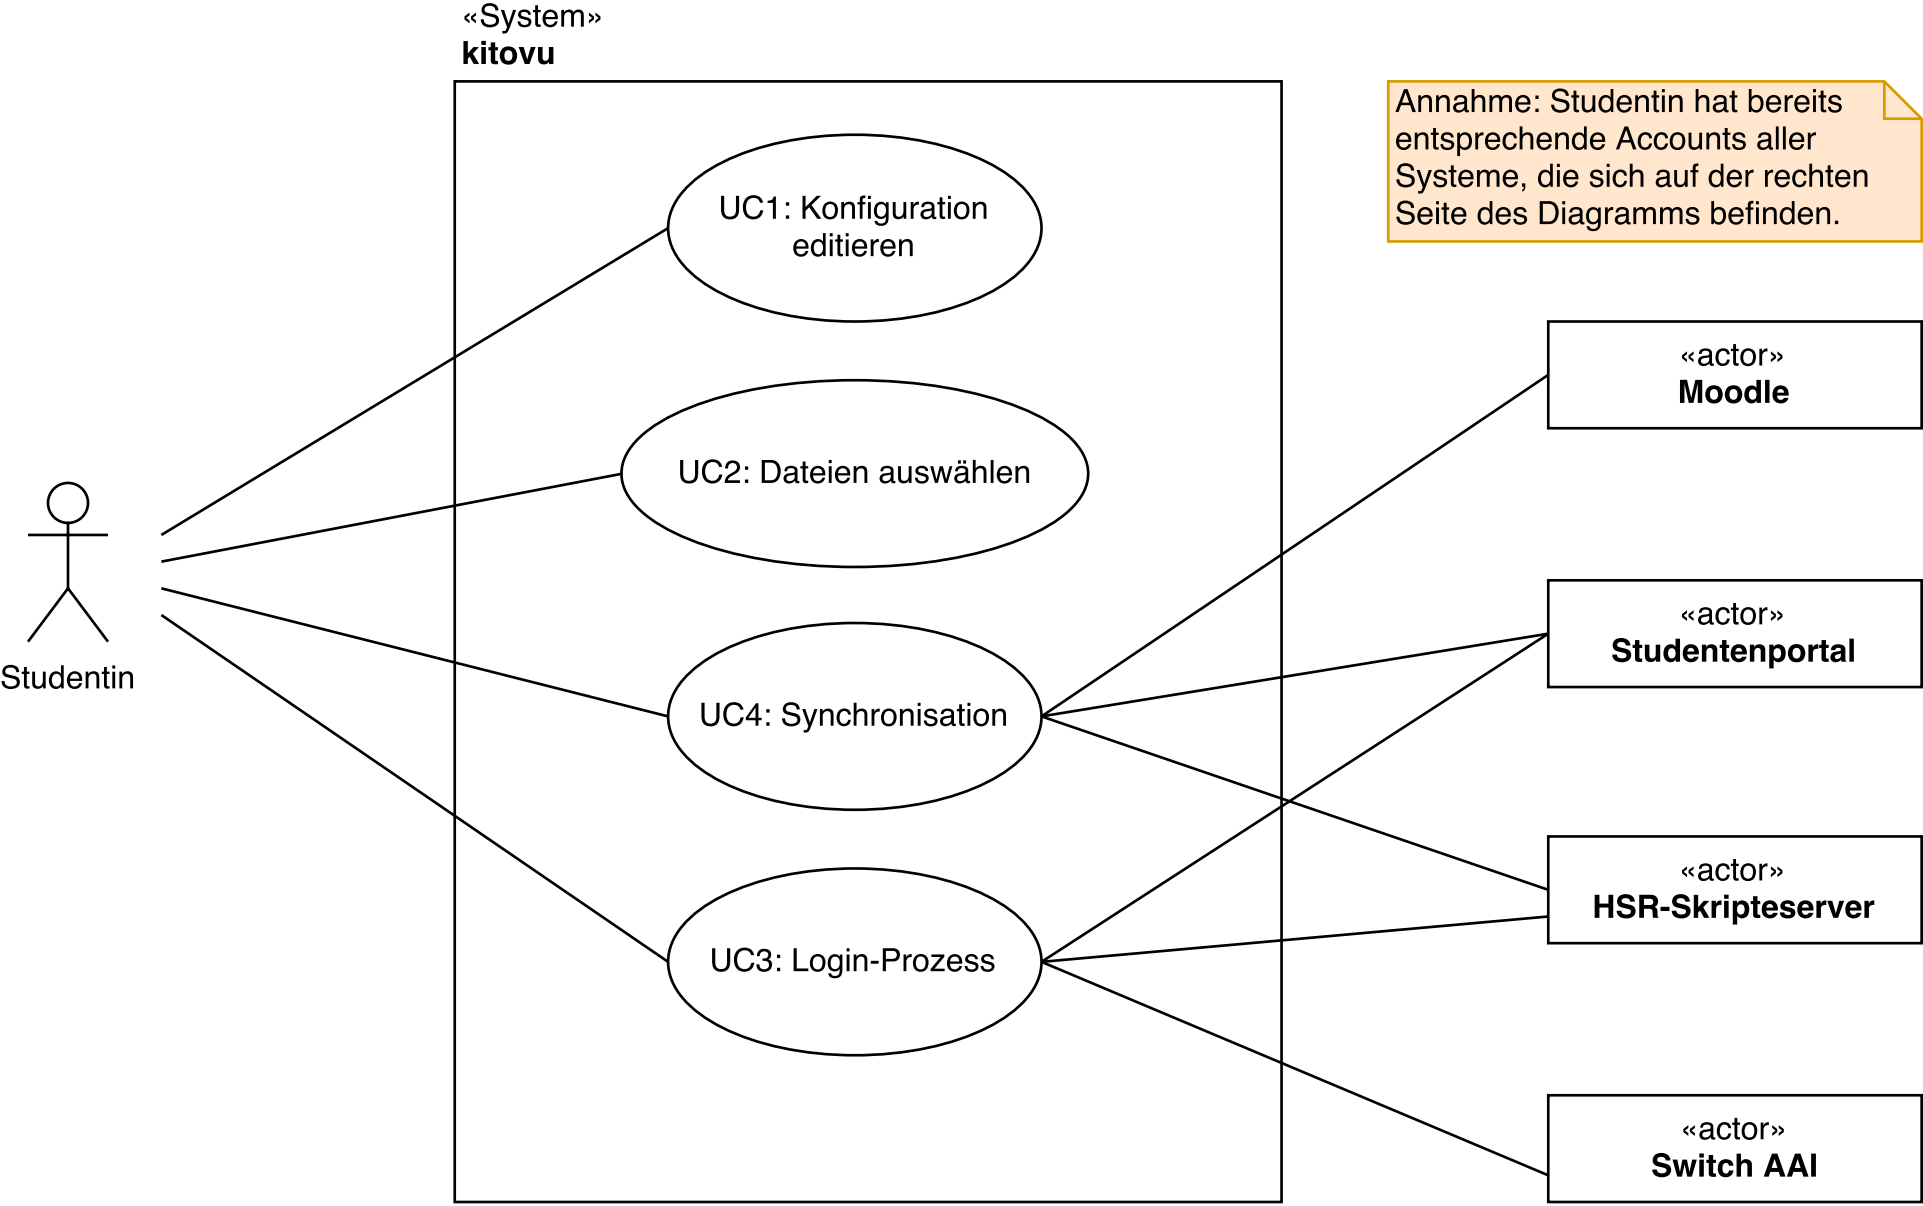 «System»
kitovu
Annahme: Studentin hat bereits
entsprechende Accounts aller
Systeme, die sich auf der rechten
Seite des Diagramms befinden.
UC1: Konfiguration
editieren
«actor»
Moodle
UC2: Dateien auswählen
«actor»
Studentenportal
Studentin
UC4: Synchronisation
«actor»
HSR-Skripteserver
UC3: Login-Prozess
«actor»
Switch AAI